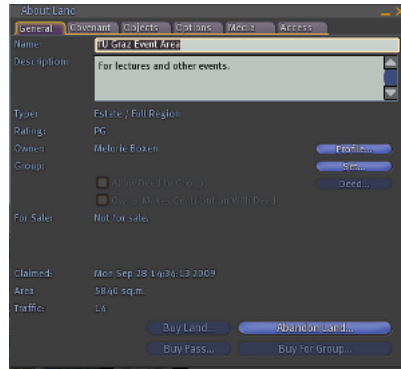 About Land
General Covenant Objects Options Media Access
Name: TU Graz Event Area
Description: For lectures and other events.
Type: Estate / Full Region
Rating: PG
Owner: Melorie Boxen Profile...
Group: Set...
Allow Deed to Group Deed...
Owner Makes Contribution With Deed
For Sale: Not for sale.
Claimed: Mon Sep 28 14:34:13 2009
Area: 5840 sq.m.
Traffic: 14
Buy Land... Abandon Land...
Buy Pass... Buy For Group...